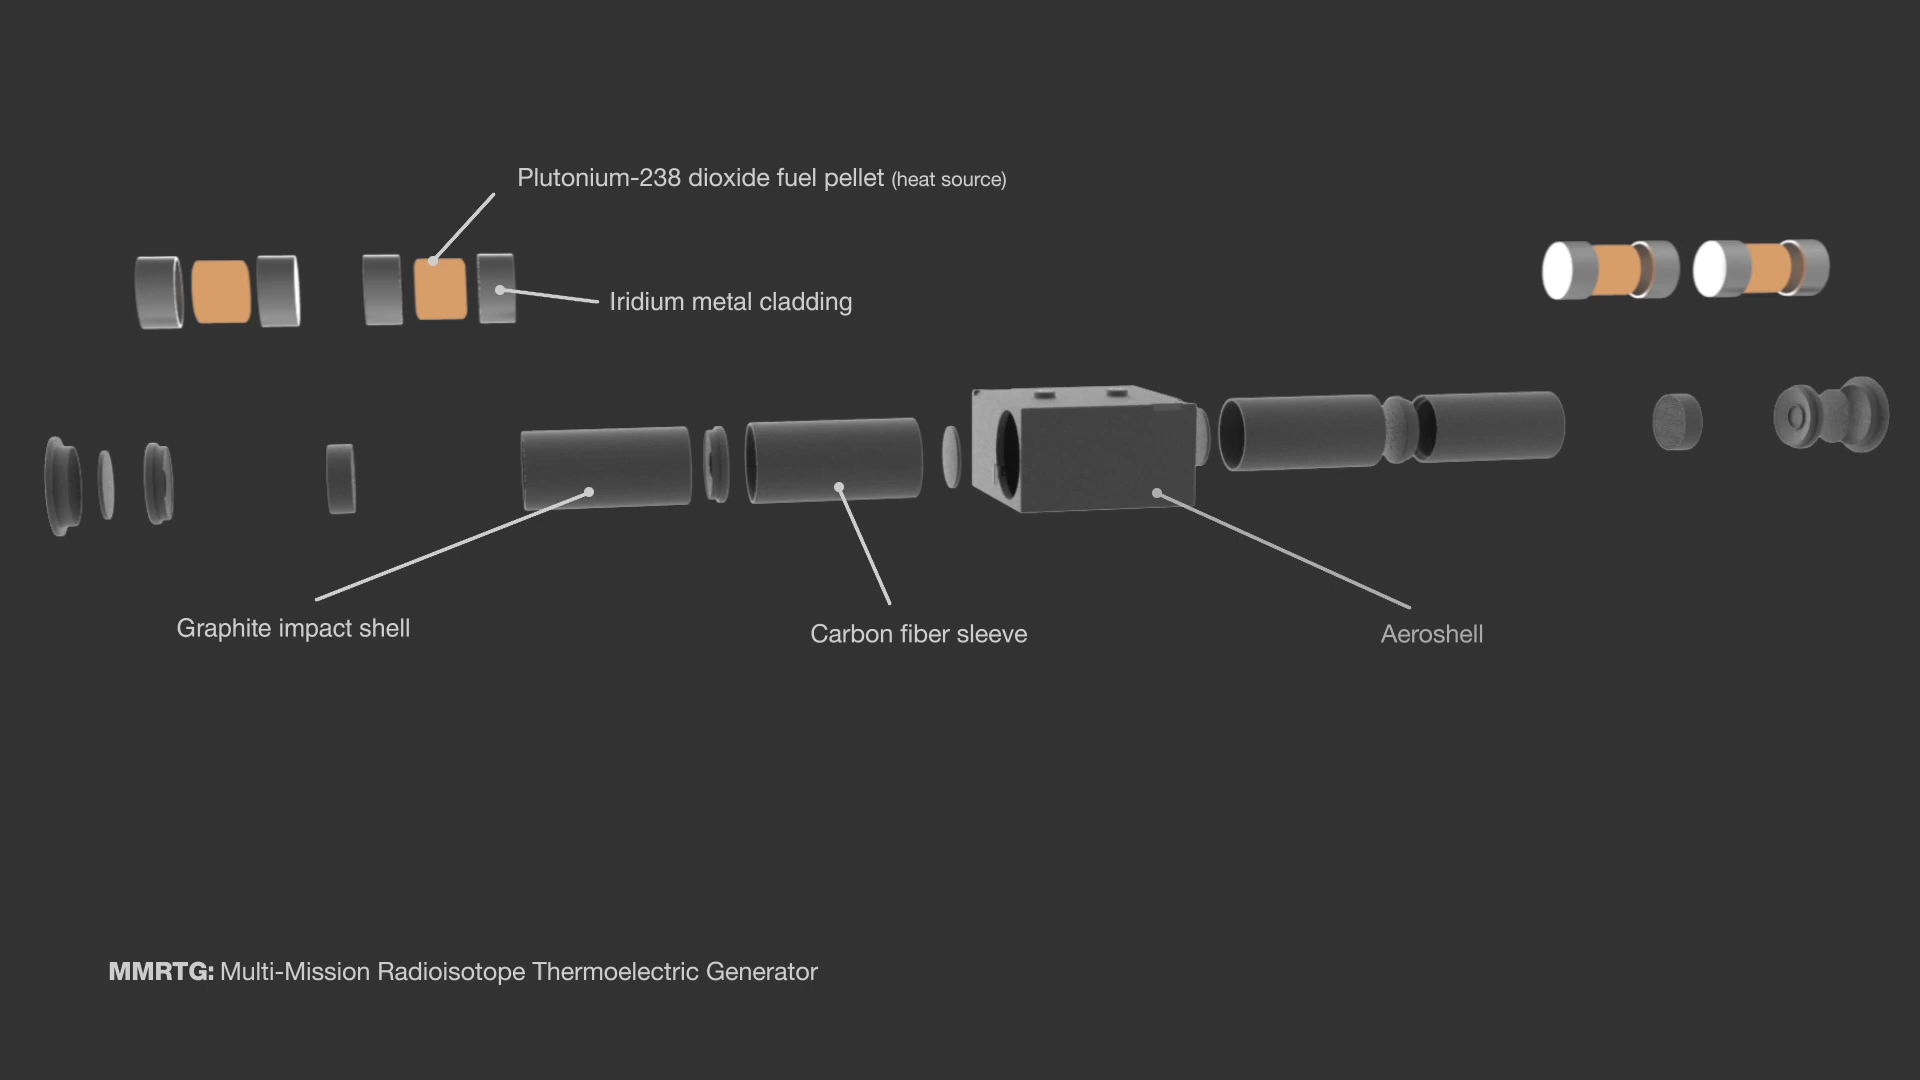 Plutonium-238 dioxide fuel pellet (heat source)
Iridium metal cladding
Graphite impact shell
Carbon fiber sleeve
Aeroshell
MMRTG: Multi-Mission Radioisotope Thermoelectric Generator